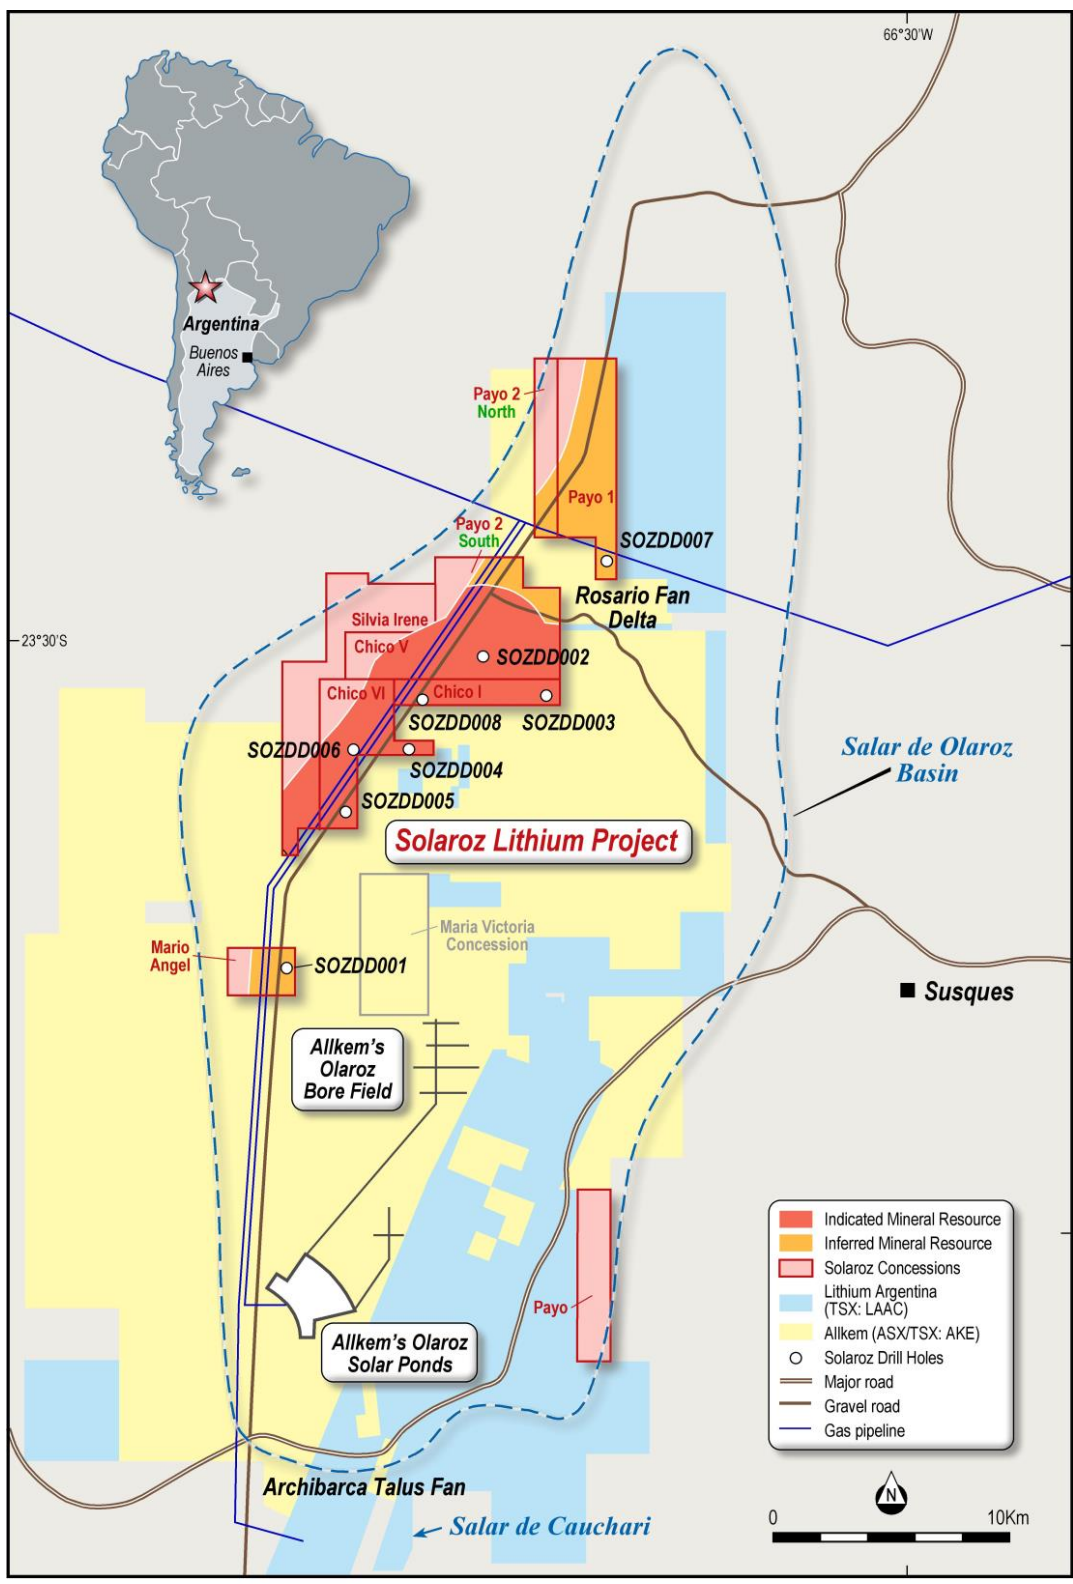 66°30'W
Argentina
Buenos
Aires
Payo 2
North
Payo 1
Payo 2
South
SOZDD007
Rosario Fan
Delta
23°30'S
Silvia Irene
Chico V
SOZDD002
Chico VI
Chico I
SOZDD008
SOZDD003
SOZDD006
SOZDD004
Salar de Olaroz
Basin
SOZDD005
Solaroz Lithium Project
Maria Victoria
Concession
Mario
Angel
SOZDD001
Susques
Allkem's
Olaroz
Bore Field
Payo
Allkem's Olaroz
Solar Ponds
Indicated Mineral Resource
Inferred Mineral Resource
Solaroz Concessions
Lithium Argentina
(TSX: LAAC)
Allkem (ASX/TSX: AKE)
Solaroz Drill Holes
Major road
Gravel road
Gas pipeline
Archibarca Talus Fan
Salar de Cauchari
N
0 10Km